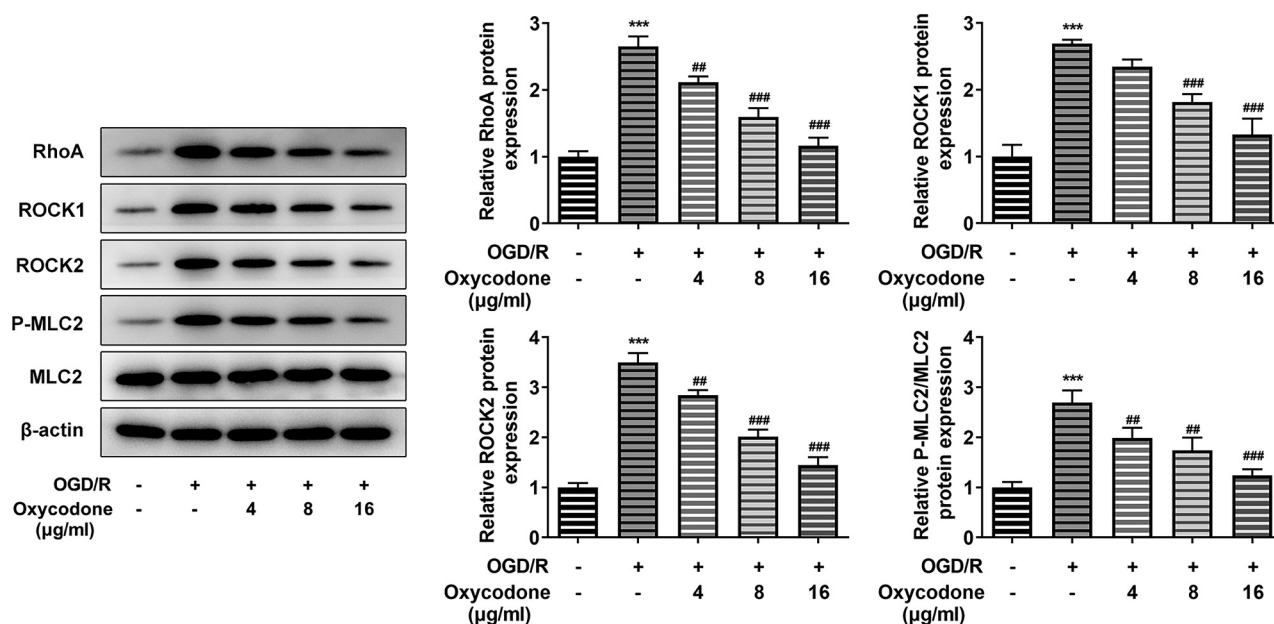 RhoA
ROCK1
ROCK2
P-MLC2
MLC2
β-actin
OGD/R - + + + +
Oxycodone - - 4 8 16
(μg/ml)
Relative RhoA protein
expression
3
2
1
0
***
##
###
###
OGD/R - + + + +
Oxycodone - - 4 8 16
(μg/ml)
Relative ROCK1 protein
expression
3
2
1
0
***
###
###
OGD/R - + + + +
Oxycodone - - 4 8 16
(μg/ml)
Relative ROCK2 protein
expression
4
3
2
1
0
***
##
###
###
OGD/R - + + + +
Oxycodone - - 4 8 16
(μg/ml)
Relative P-MLC2/MLC2
protein expression
4
3
2
1
0
***
##
##
###
OGD/R - + + + +
Oxycodone - - 4 8 16
(μg/ml)